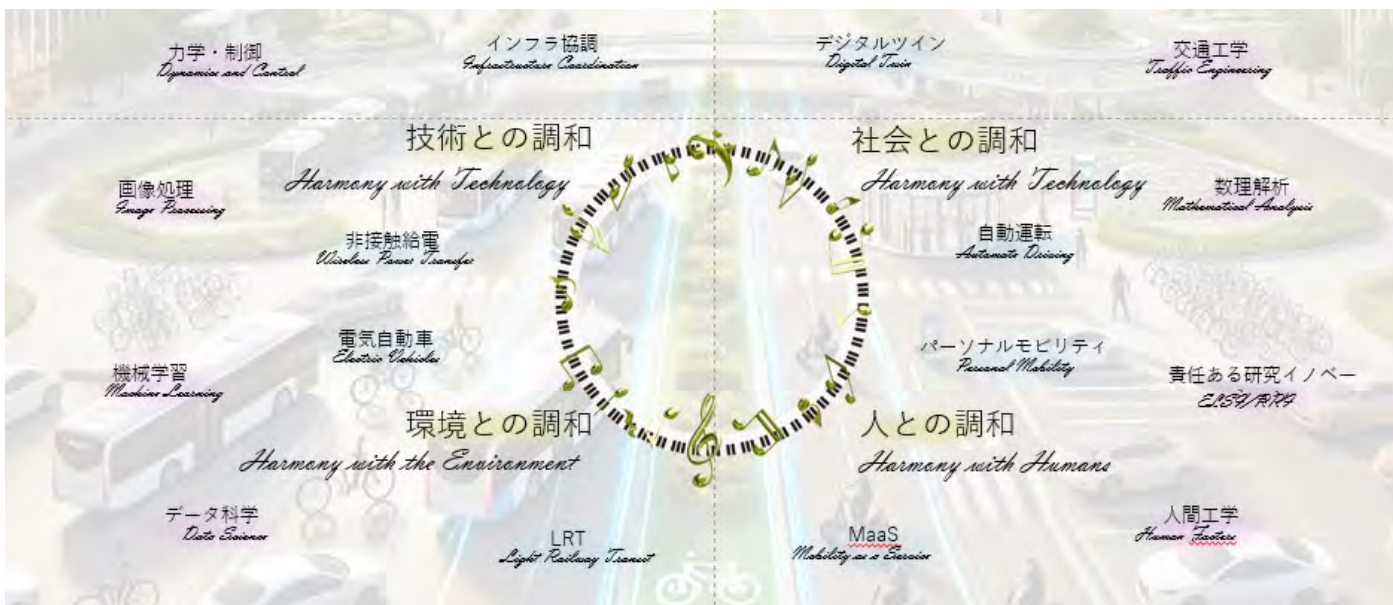 力学・制御
Dynamics and Control
インフラ協調
Infrastructure Coordination
デジタルツイン
Digital Twin
交通工学
Traffic Engineering
技術との調和
Harmony with Technology
社会との調和
Harmony with Technology
画像処理
Image Processing
数理解析
Mathematical Analysis
非接触給電
Wireless Power Transfer
自動運転
Automate Driving
電気自動車
Electric Vehicles
パーソナルモビリティ
Personal Mobility
機械学習
Machine Learning
責任ある研究イノベー
ELSI/RRI
環境との調和
Harmony with the Environment
人との調和
Harmony with Humans
データ科学
Data Science
LRT
Light Railway Transit
MaaS
Mobility as a Service
人間工学
Human Factors